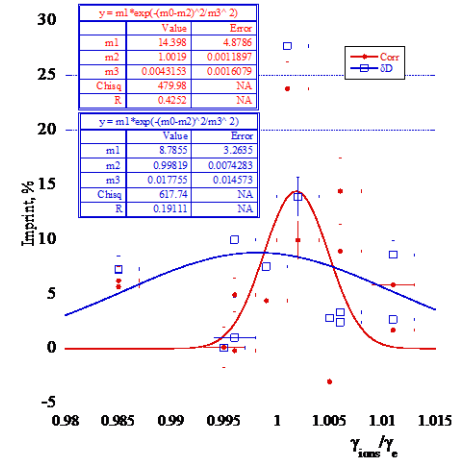 30
y = m1*exp(-(m0-m2)^2/m3^ 2)
Value Error
m1 14.398 4.8786
m2 1.0019 0.0011897
m3 0.0043153 0.0016079
Chisq 479.98 NA
R 0.4252 NA
y = m1*exp(-(m0-m2)^2/m3^ 2)
Value Error
m1 8.7855 3.2635
m2 0.99819 0.0074283
m3 0.017755 0.014573
Chisq 617.74 NA
R 0.19111 NA
Corr
δD
25
20
15
10
5
0
-5
Imprint, %
0.98 0.985 0.99 0.995 1 1.005 1.01 1.015
γions/γe